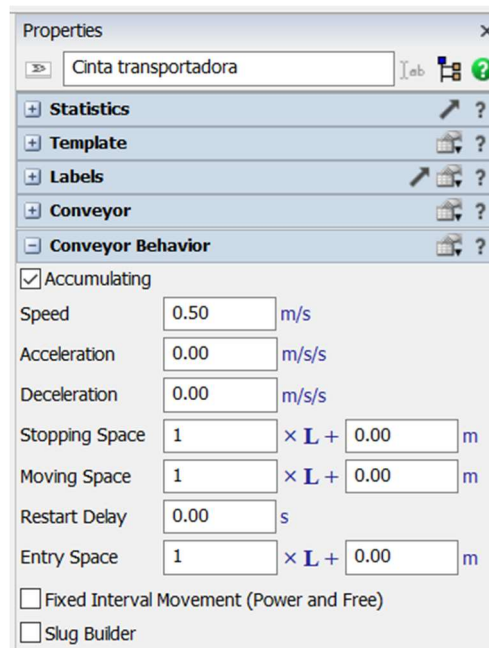 Properties ×
Cinta transportadora ab ?
+ Statistics ?
+ Template ?
+ Labels ?
+ Conveyor ?
− Conveyor Behavior ?
Accumulating
Speed 0.50 m/s
Acceleration 0.00 m/s/s
Deceleration 0.00 m/s/s
Stopping Space 1 × L + 0.00 m
Moving Space 1 × L + 0.00 m
Restart Delay 0.00 s
Entry Space 1 × L + 0.00 m
Fixed Interval Movement (Power and Free)
Slug Builder